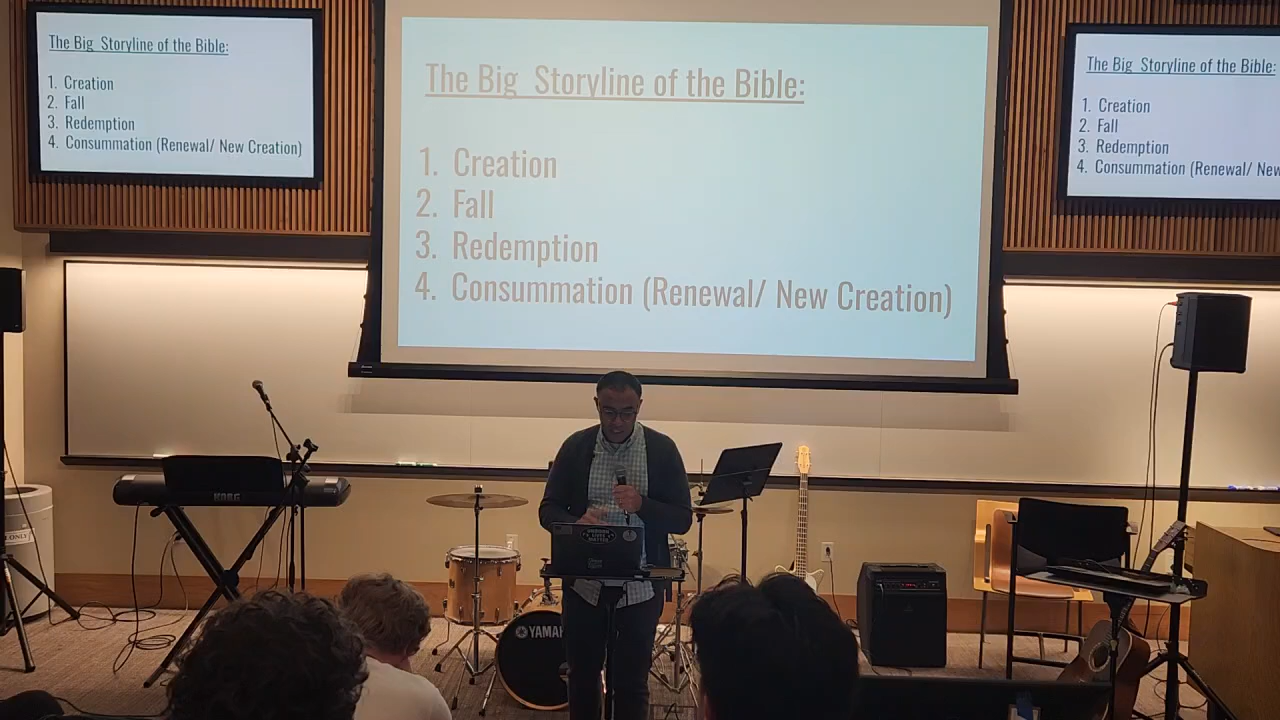 The Big Storyline of the Bible:
1. Creation
2. Fall
3. Redemption
4. Consummation (Renewal/ New Creation)
The Big Storyline of the Bible:
1. Creation
2. Fall
3. Redemption
4. Consummation (Renewal/ New Creation)
The Big Storyline of the Bible:
1. Creation
2. Fall
3. Redemption
4. Consummation (Renewal/ New
KORG
YAMAH
ONLY